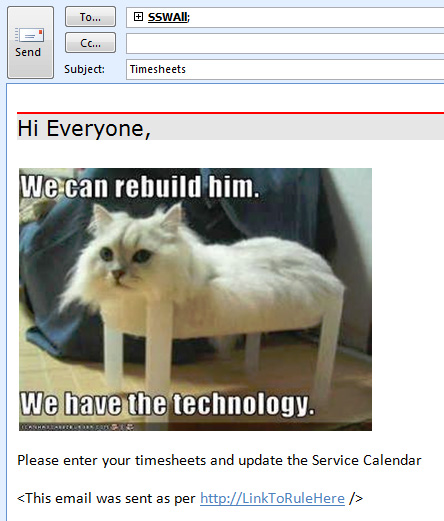 To...
SSWAll;
Send
Cc...
Subject:
Timesheets
Hi Everyone,
We can rebuild him.
We have the technology.
Please enter your timesheets and update the Service Calendar
<This email was sent as per http://LinkToRuleHere />